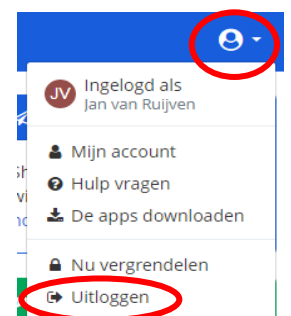 JV
Ingelogd als
Jan van Ruijven
Mijn account
Hulp vragen
De apps downloaden
Nu vergrendelen
Uitloggen